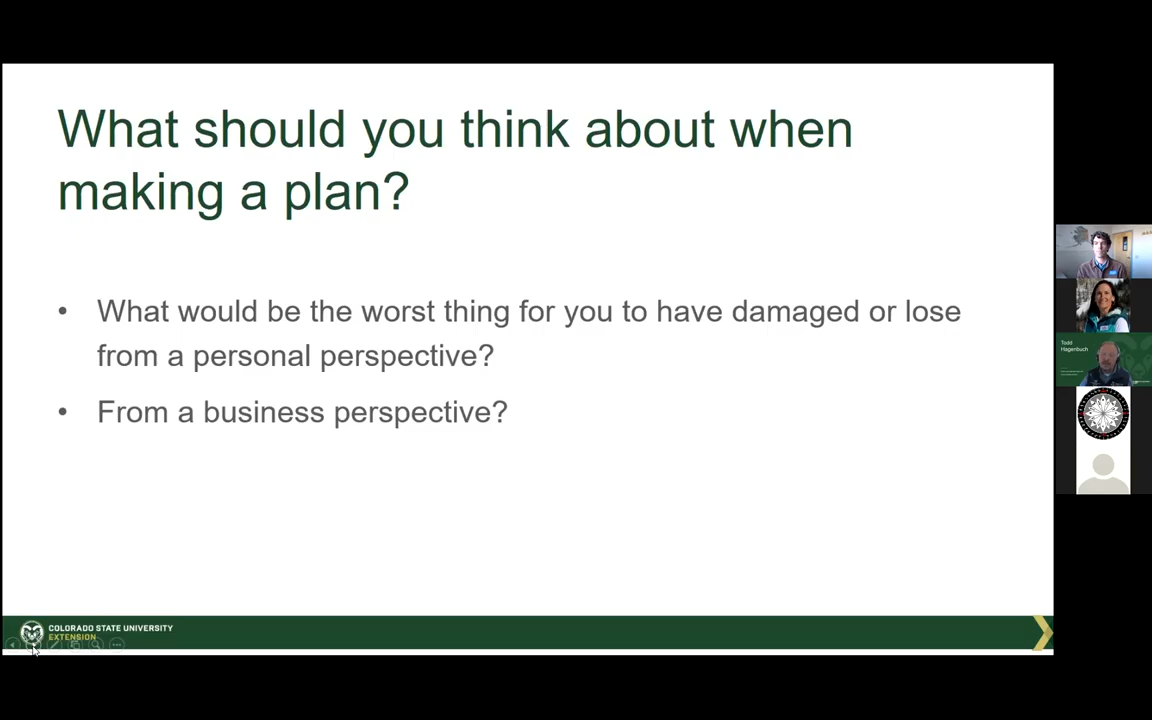 What should you think about when
making a plan?
• What would be the worst thing for you to have damaged or lose
from a personal perspective?
• From a business perspective?
COLORADO STATE UNIVERSITY
EXTENSION
Todd
Hagenbuch